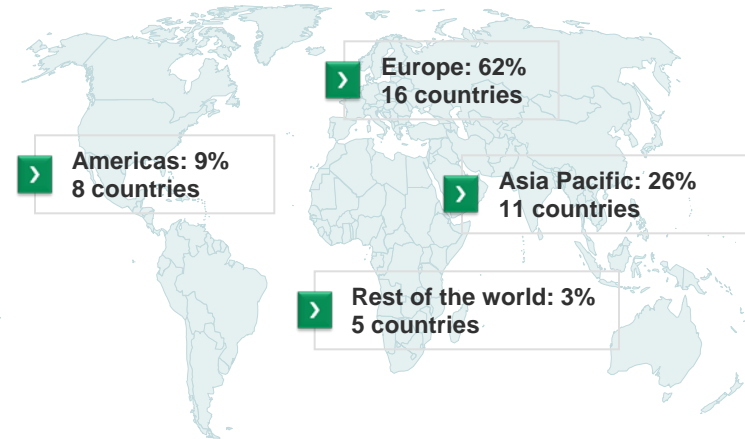 Europe: 62%
16 countries
Americas: 9%
8 countries
Asia Pacific: 26%
11 countries
Rest of the world: 3%
5 countries